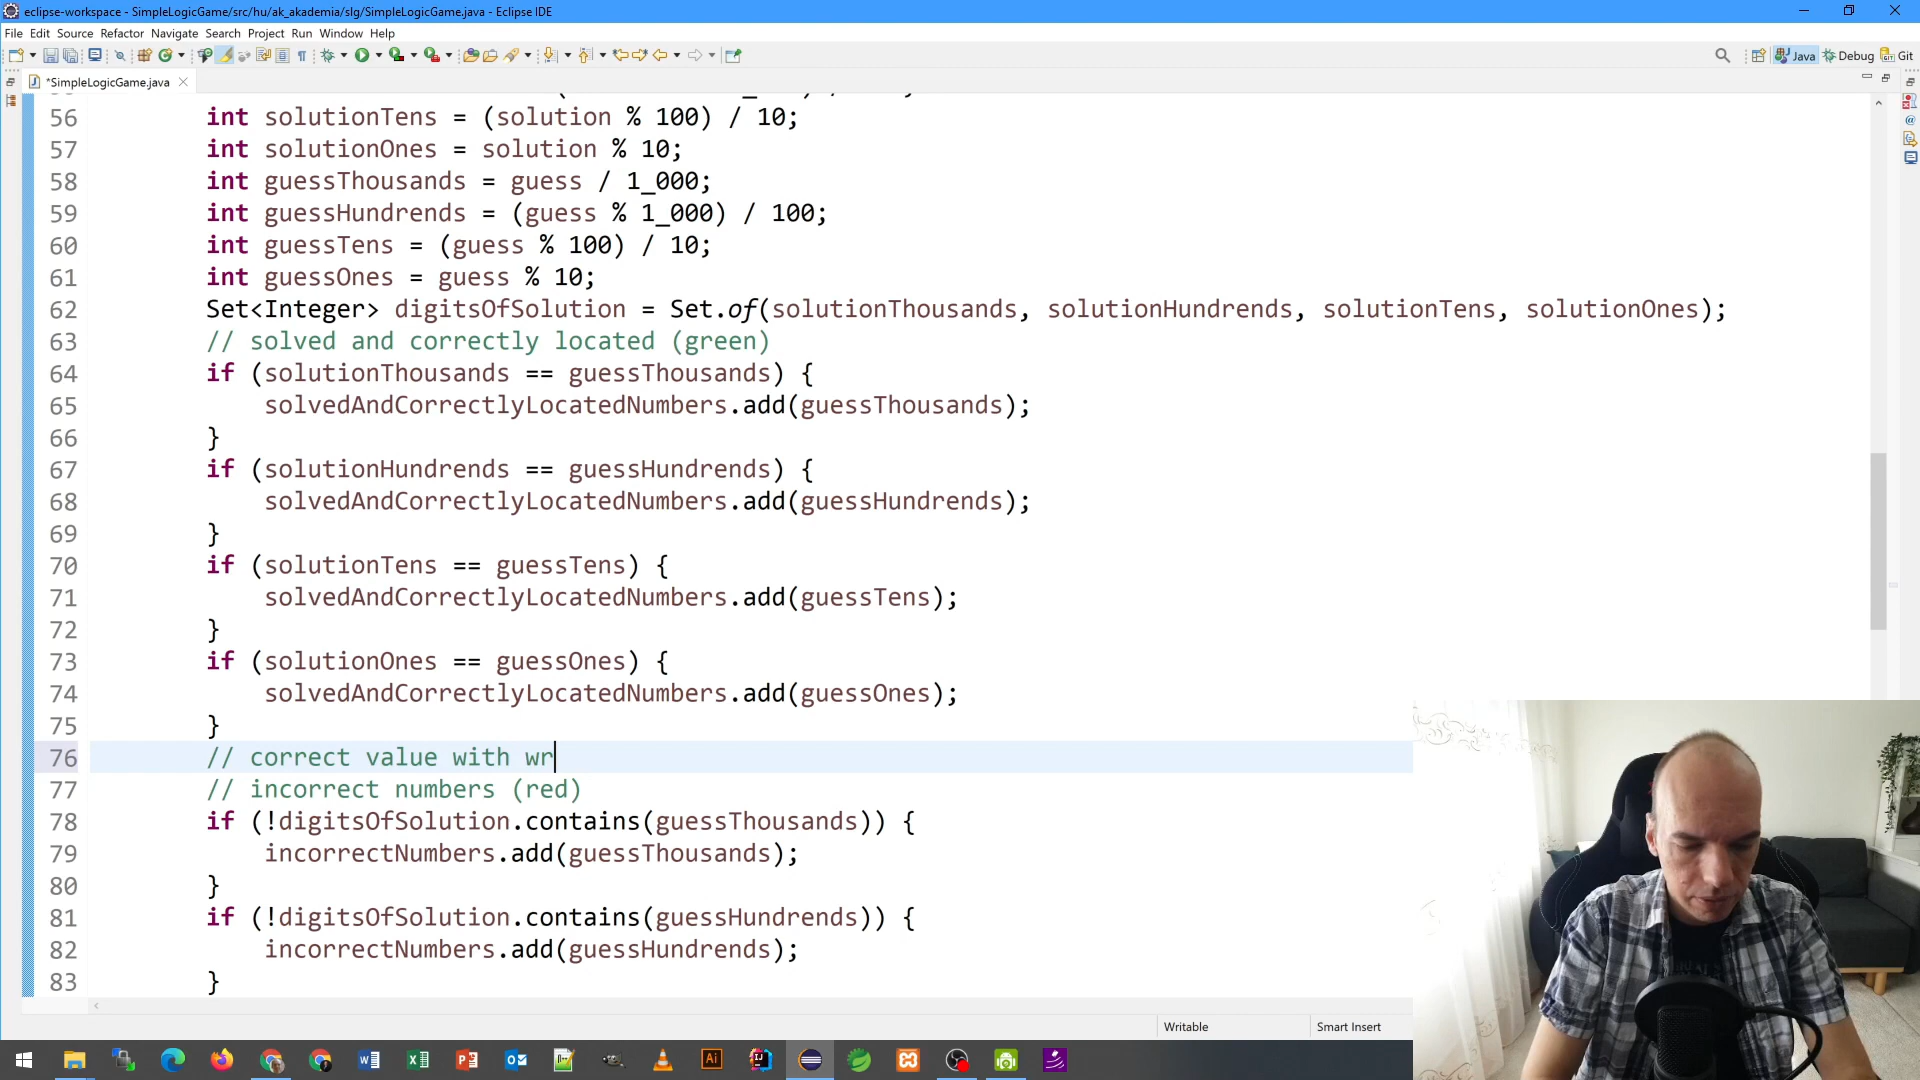 eclipse-workspace - SimpleLogicGame/src/hu/ak_akademia/slg/SimpleLogicGame.java - Eclipse IDE
File Edit Source Refactor Navigate Search Project Run Window Help
Java Debug Git
*SimpleLogicGame.java
56 int solutionTens = (solution % 100) / 10;
57 int solutionOnes = solution % 10;
58 int guessThousands = guess / 1_000;
59 int guessHundrends = (guess % 1_000) / 100;
60 int guessTens = (guess % 100) / 10;
61 int guessOnes = guess % 10;
62 Set<Integer> digitsOfSolution = Set.of(solutionThousands, solutionHundrends, solutionTens, solutionOnes);
63 // solved and correctly located (green)
64 if (solutionThousands == guessThousands) {
65 solvedAndCorrectlyLocatedNumbers.add(guessThousands);
66 }
67 if (solutionHundrends == guessHundrends) {
68 solvedAndCorrectlyLocatedNumbers.add(guessHundrends);
69 }
70 if (solutionTens == guessTens) {
71 solvedAndCorrectlyLocatedNumbers.add(guessTens);
72 }
73 if (solutionOnes == guessOnes) {
74 solvedAndCorrectlyLocatedNumbers.add(guessOnes);
75 }
76 // correct value with wr
77 // incorrect numbers (red)
78 if (!digitsOfSolution.contains(guessThousands)) {
79 incorrectNumbers.add(guessThousands);
80 }
81 if (!digitsOfSolution.contains(guessHundrends)) {
82 incorrectNumbers.add(guessHundrends);
83 }
Writable Smart Insert